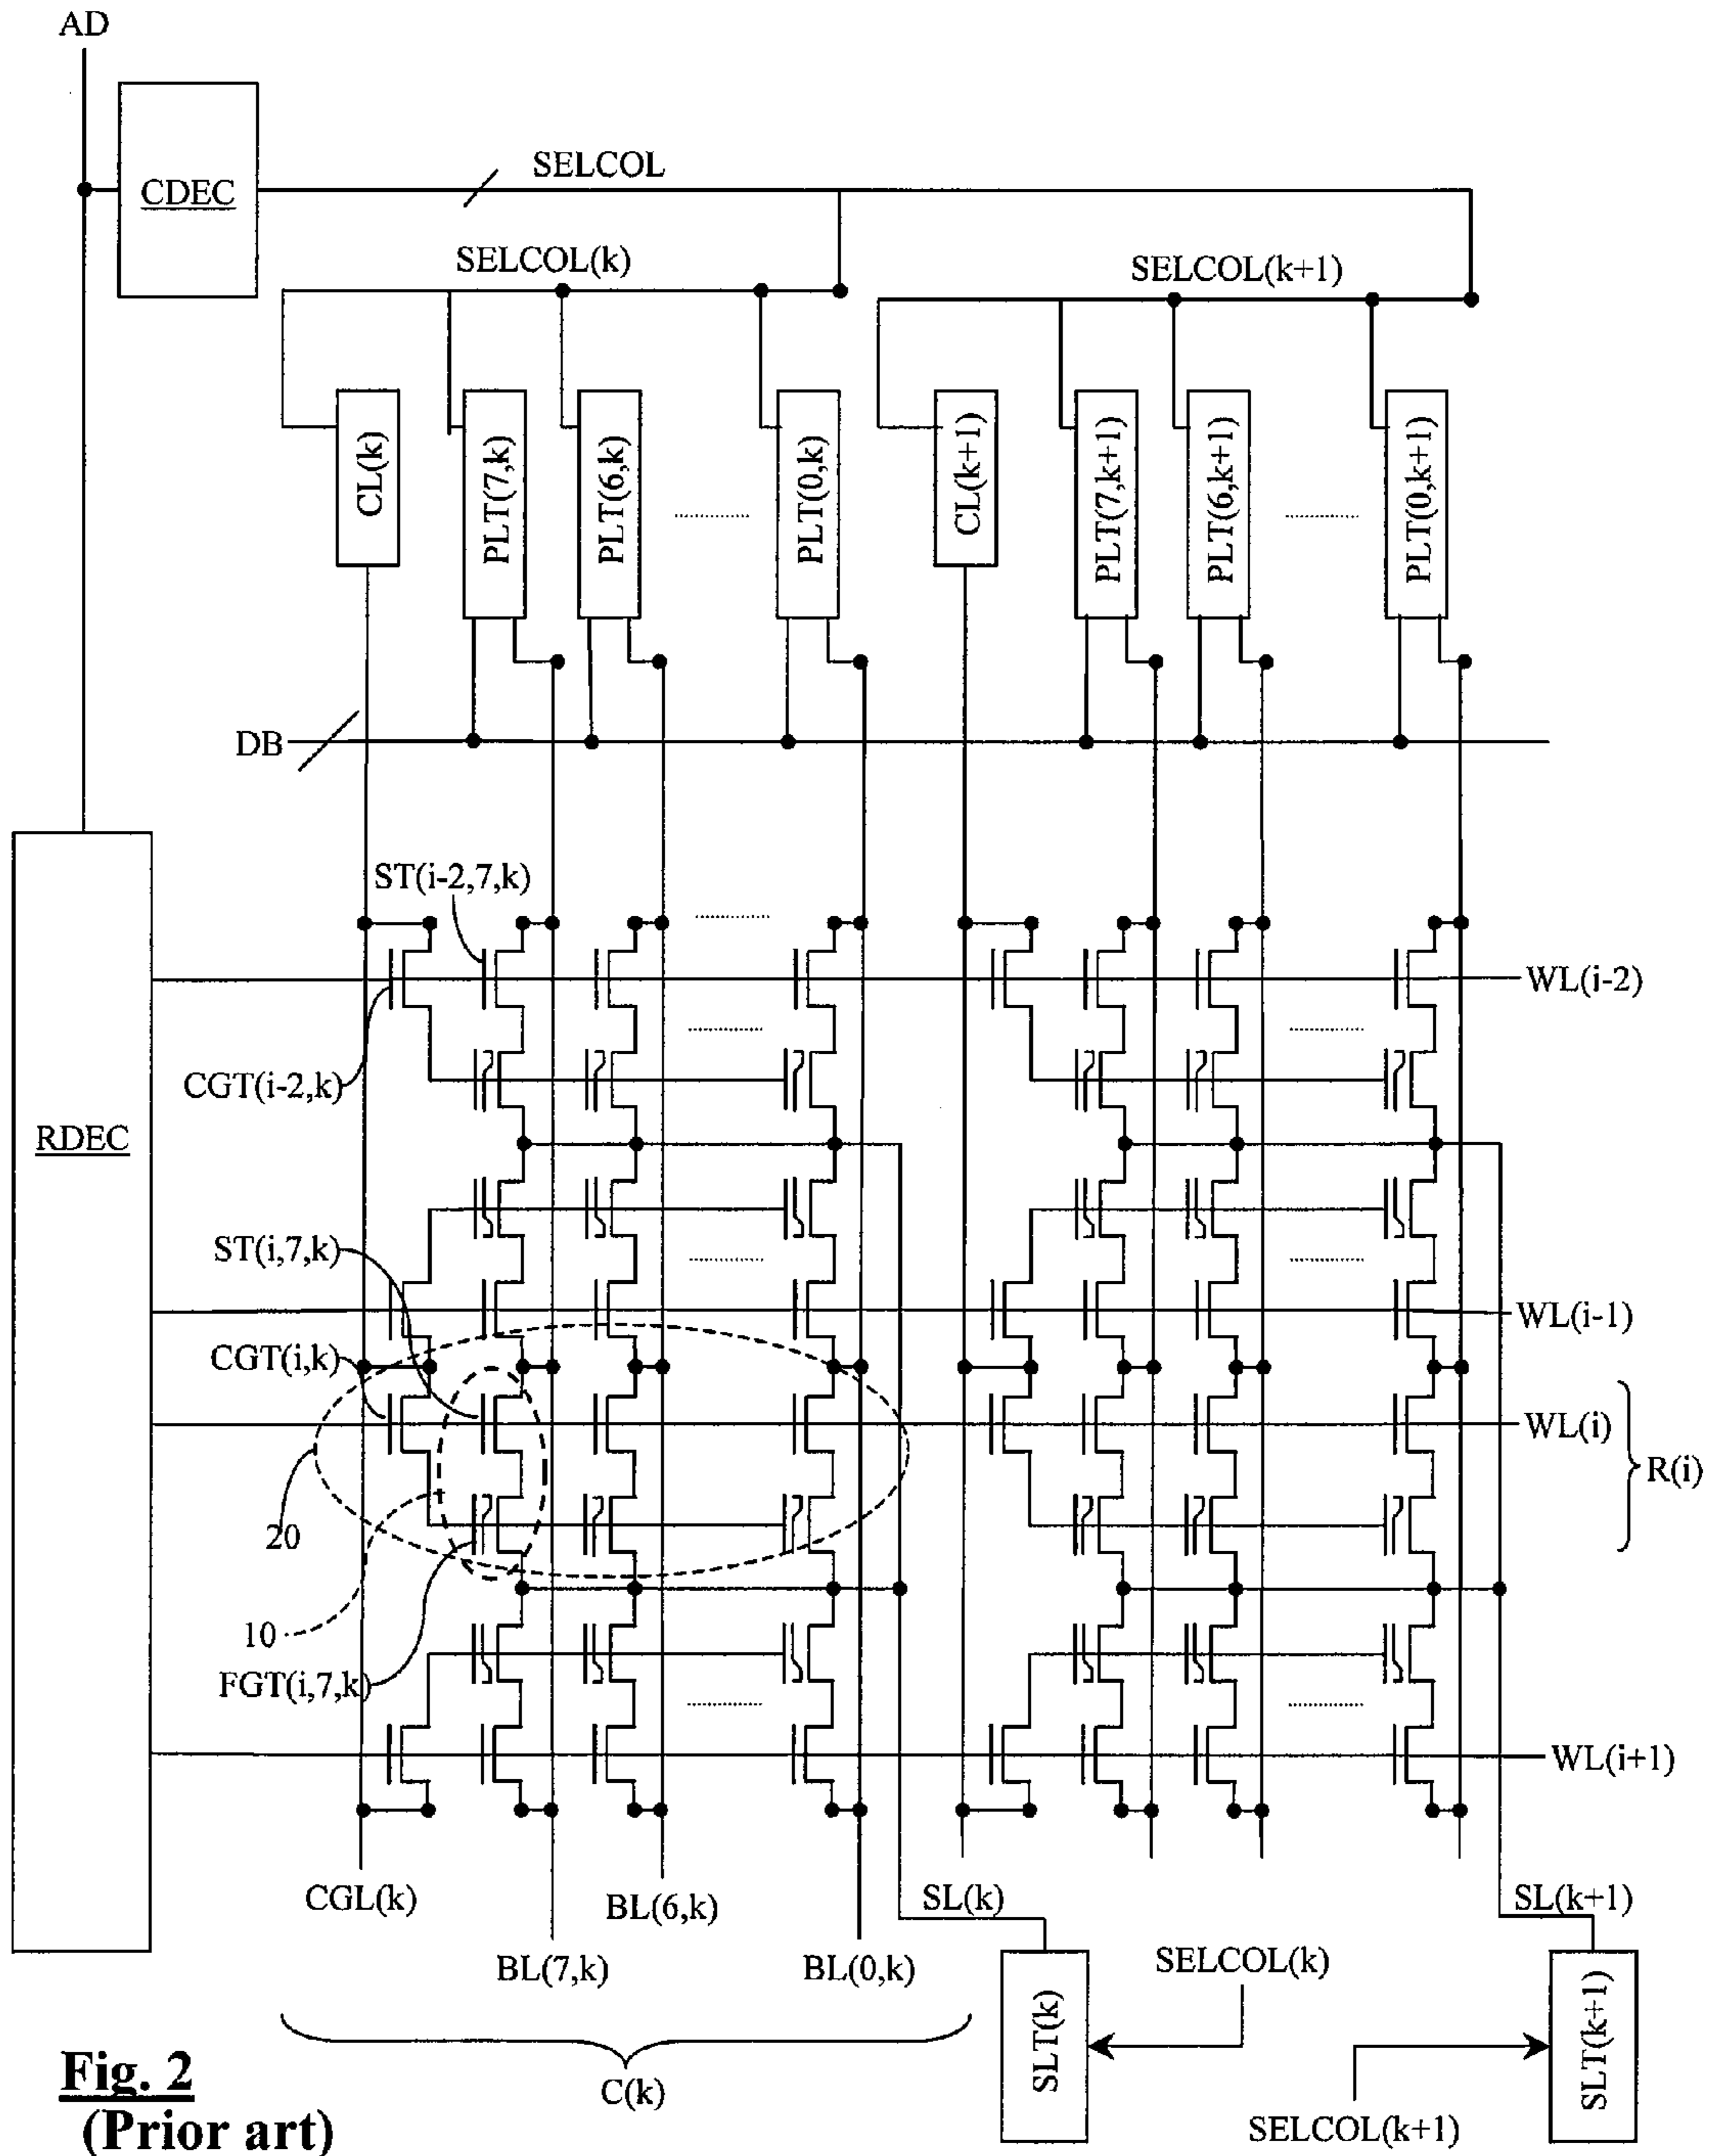 AD
CDEC
SELCOL
SELCOL(k)
SELCOL(k+1)
CL(k)
PLT(7,k)
PLT(6,k)
PLT(0,k)
CL(k+1)
PLT(7,k+1)
PLT(6,k+1)
PLT(0,k+1)
DB
ST(i-2,7,k)
WL(i-2)
CGT(i-2,k)
RDEC
ST(i,7,k)
WL(i-1)
CGT(i,k)
WL(i)
R(i)
20
10
FGT(i,7,k)
WL(i+1)
CGL(k)
BL(6,k)
SL(k)
SL(k+1)
BL(7,k)
BL(0,k)
SELCOL(k)
SLT(k)
SLT(k+1)
C(k)
SELCOL(k+1)
Fig. 2
(Prior art)